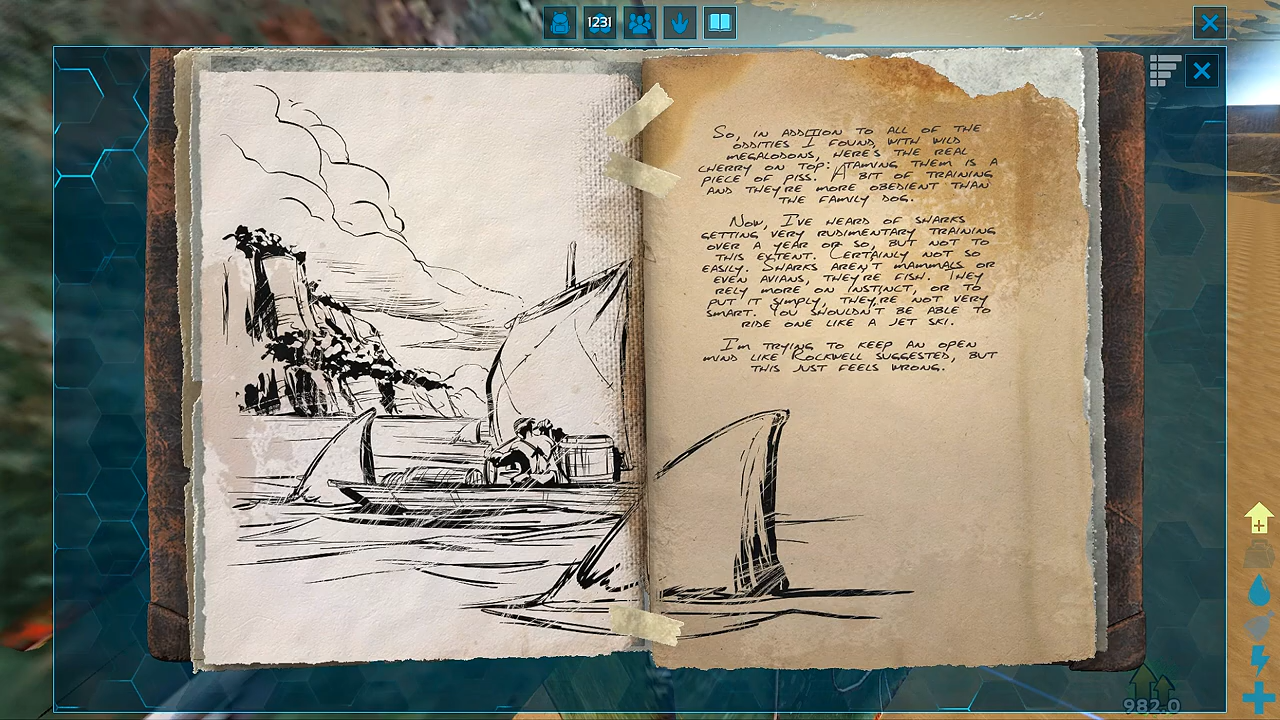 1231
So, in addition to all of the
oddities I found with wild
megalodons, here's the real
cherry on top: taming them is a
piece of piss. A bit of training
and they're more obedient than
the family dog.
Now, I've heard of sharks
getting very rudimentary training
over a year or so, but not to
this extent. Certainly not so
easily. Sharks aren't mammals or
even avians, they're fish. They
rely more on instinct, or to
put it simply, they're not very
smart. You shouldn't be able to
ride one like a jet ski.
I'm trying to keep an open
mind like Rockwell suggested, but
this just feels wrong.
982.0